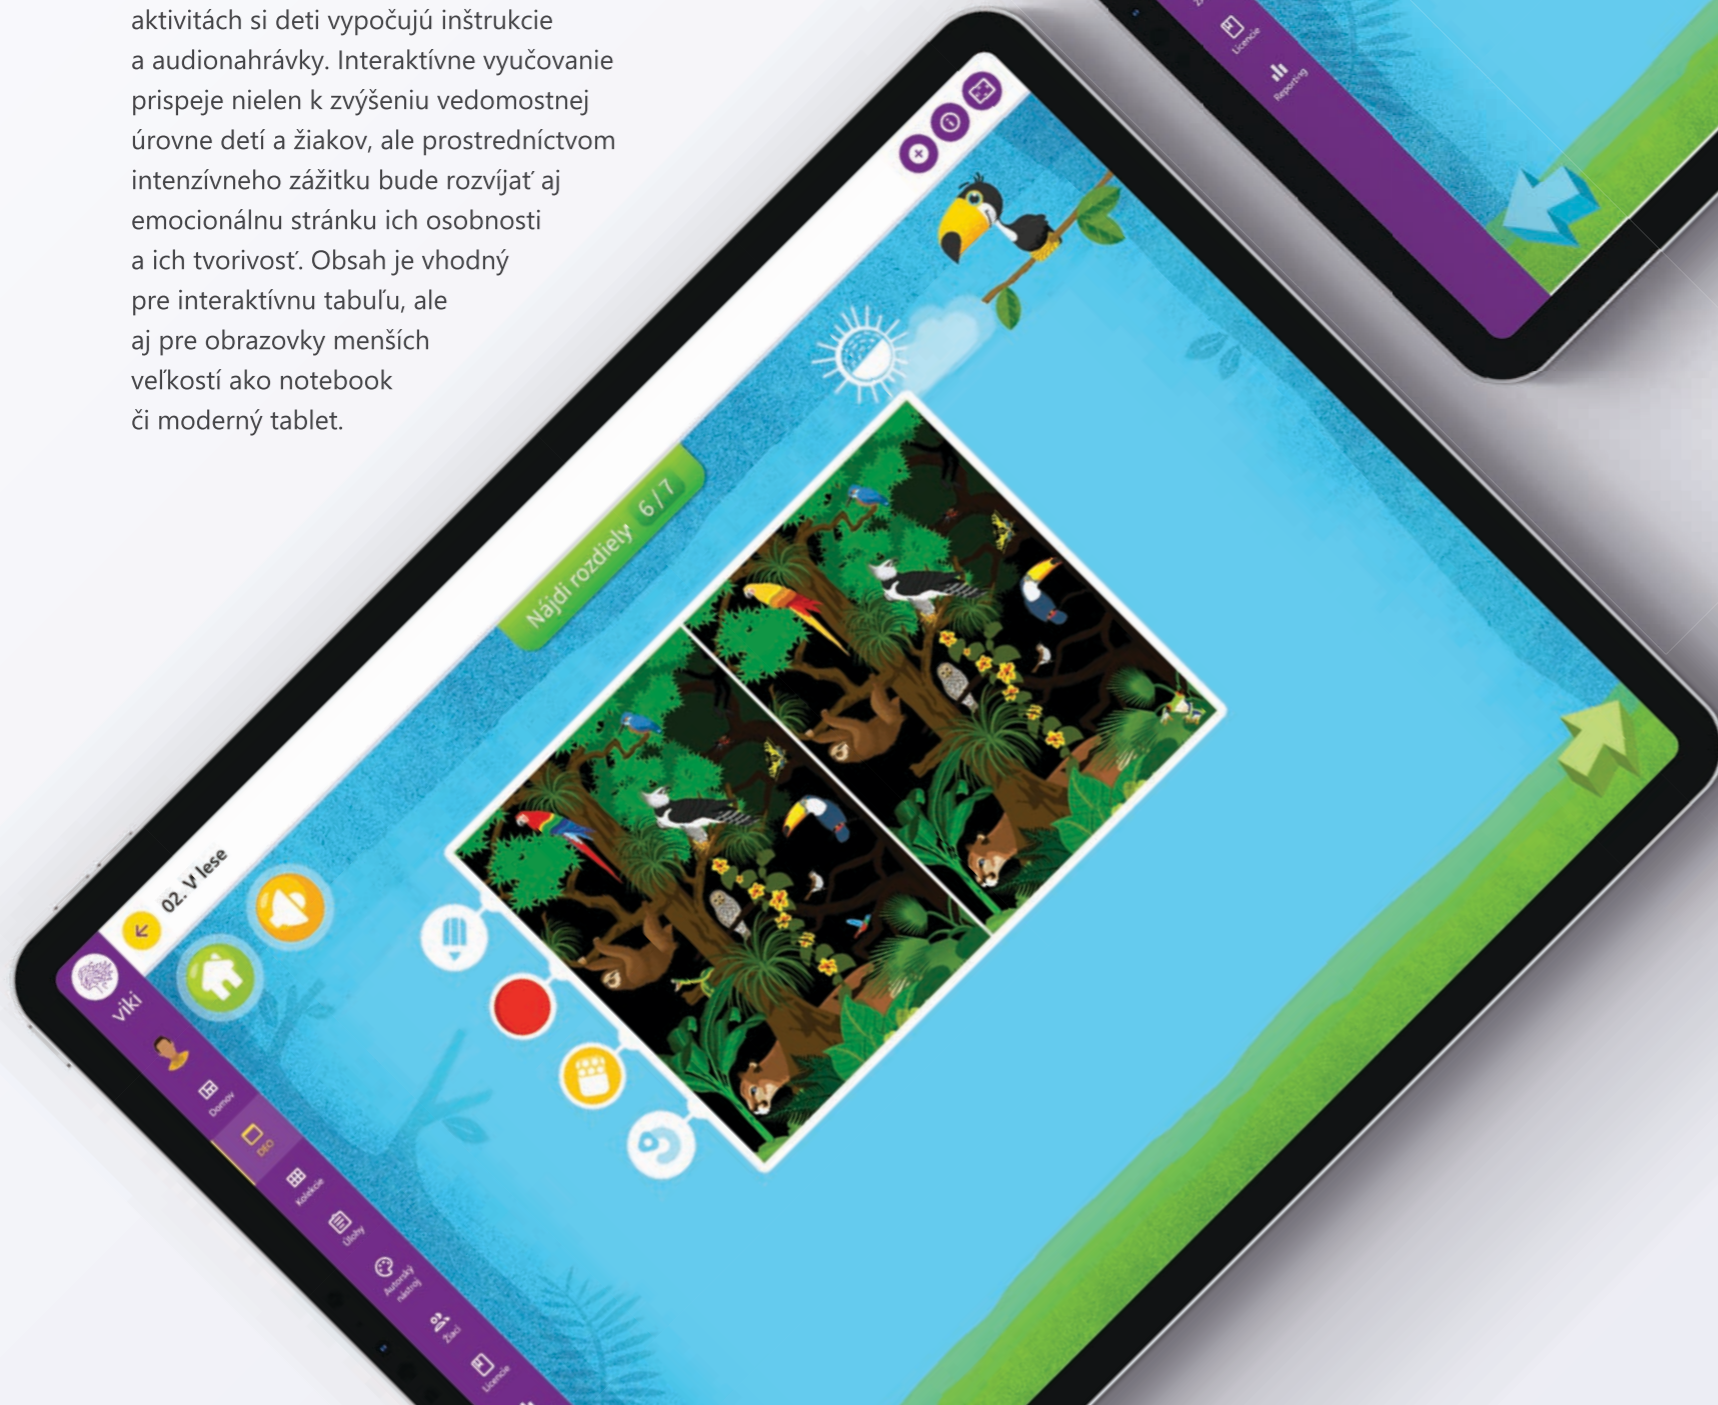 aktivitách si deti vypočujú inštrukcie
a audionahrávky. Interaktívne vyučovanie
prispeje nielen k zvýšeniu vedomostnej
úrovne detí a žiakov, ale prostredníctvom
intenzívneho zážitku bude rozvíjať aj
emocionálnu stránku ich osobnosti
a ich tvorivosť. Obsah je vhodný
pre interaktívnu tabuľu, ale
aj pre obrazovky menších
veľkostí ako notebook
či moderný tablet.
Licencie
Reporting
Nájdi rozdiely 6/7
02. V lese
viki
Domov
DEO
Kolekcie
Úlohy
Autorský
nástroj
Žiaci
Licencie